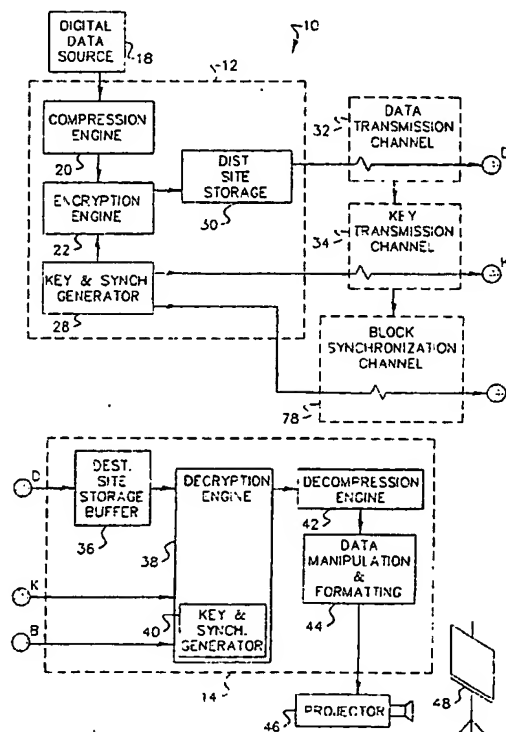 DIGITAL
DATA
SOURCE
18
10
12
COMPRESSION
ENGINE
20
ENCRYPTION
ENGINE
22
KEY & SYNCH
GENERATOR
28
DIST
SITE
STORAGE
30
32
DATA
TRANSMISSION
CHANNEL
D
34
KEY
TRANSMISSION
CHANNEL
K
BLOCK
SYNCHRONIZATION
CHANNEL
78
D
DEST.
SITE
STORAGE
BUFFER
36
DECRYPTION
ENGINE
38
K
40
KEY &
SYNCH.
GENERATOR
B
DECOMPRESSION
ENGINE
42
DATA
MANIPULATION
&
FORMATTING
44
14
PROJECTOR
46
48